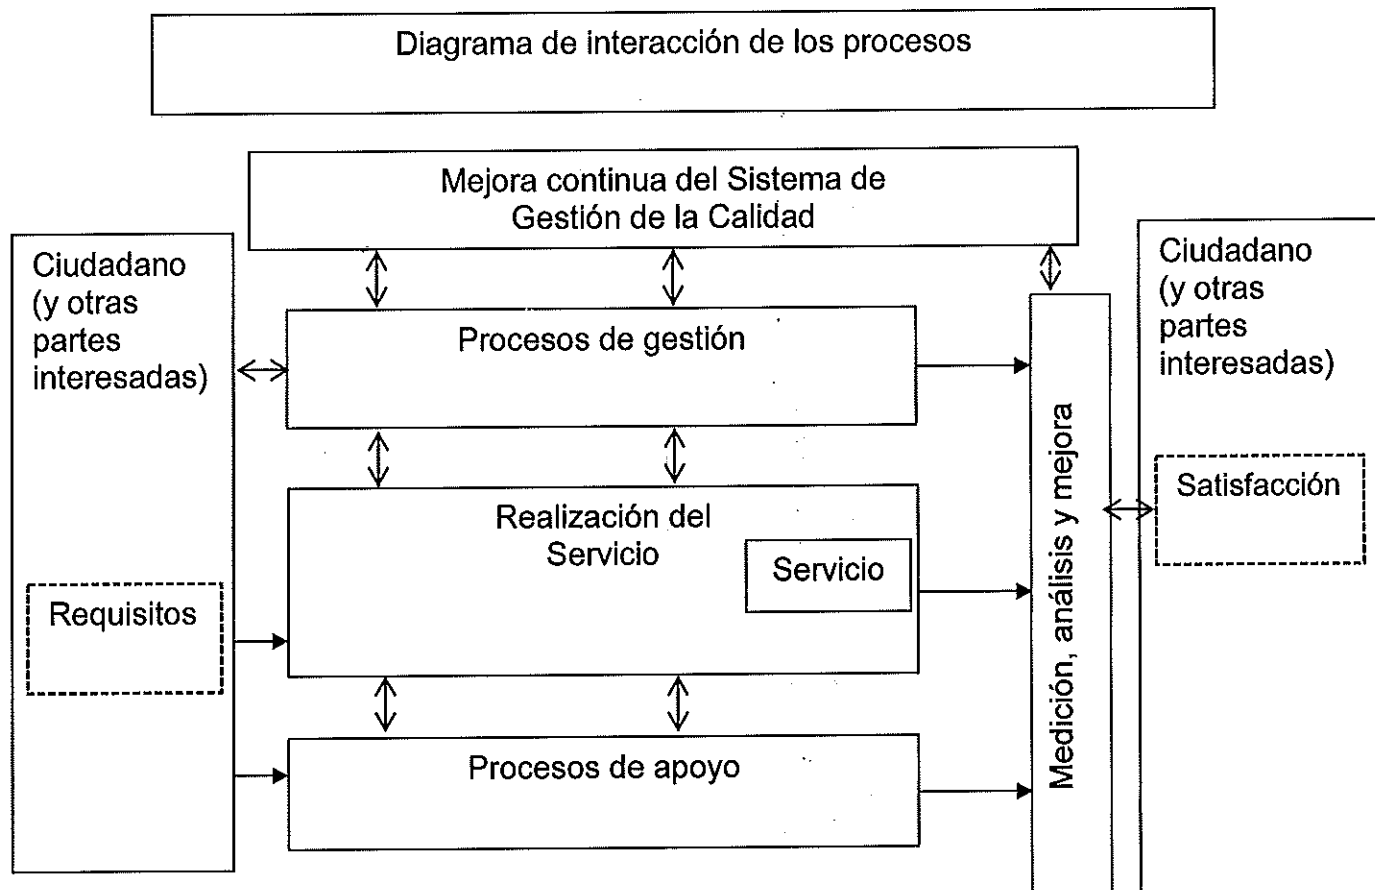 Diagrama de interacción de los procesos
Mejora continua del Sistema de
Gestión de la Calidad
Ciudadano
(y otras
partes
interesadas)
Requisitos
Procesos de gestión
Realización del
Servicio
Servicio
Procesos de apoyo
Medición, análisis y mejora
Ciudadano
(y otras
partes
interesadas)
Satisfacción